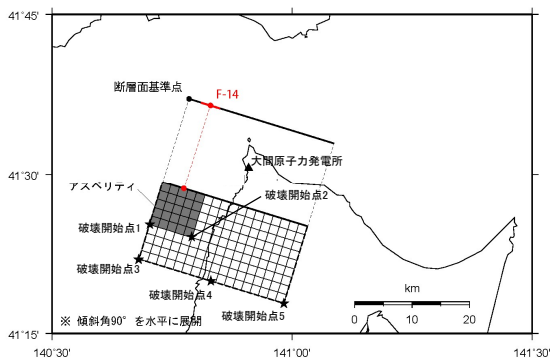 41°45'
断層面基準点
F-14
大間原子力発電所
41°30'
アスペリティ
破壊開始点2
破壊開始点1
破壊開始点3
破壊開始点4
破壊開始点5
km
0 10 20
※ 傾斜角90°を水平に展開
41°15'
140°30' 141°00' 141°30'